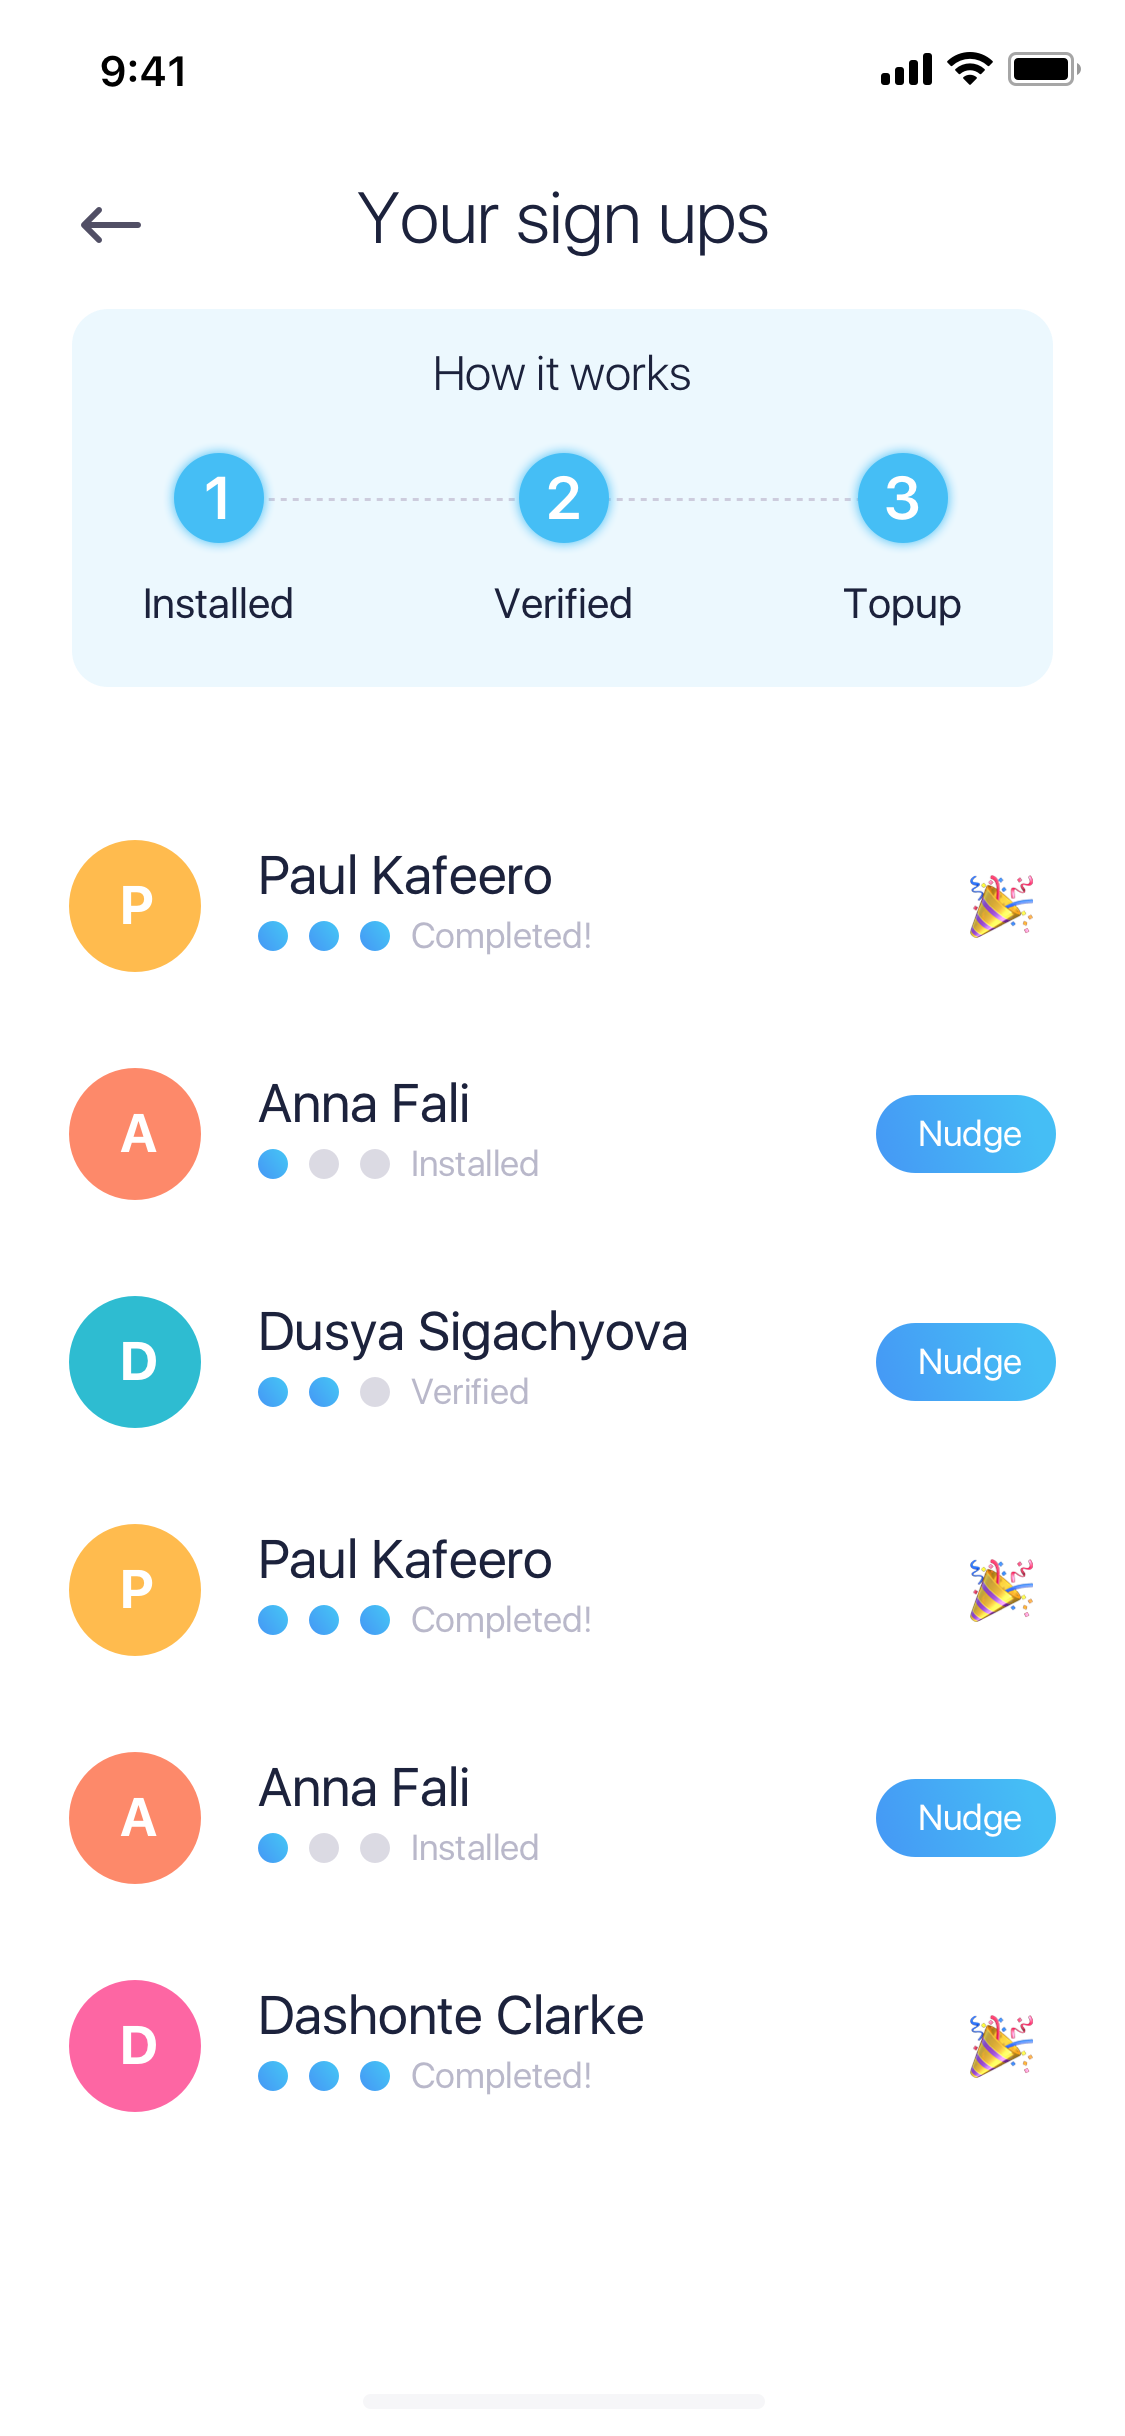 9:41
Your sign ups
How it works
1 2 3
Installed Verified Topup
P
Paul Kafeero
Completed!
A
Anna Fali
Installed
Nudge
D
Dusya Sigachyova
Verified
Nudge
P
Paul Kafeero
Completed!
A
Anna Fali
Installed
Nudge
D
Dashonte Clarke
Completed!